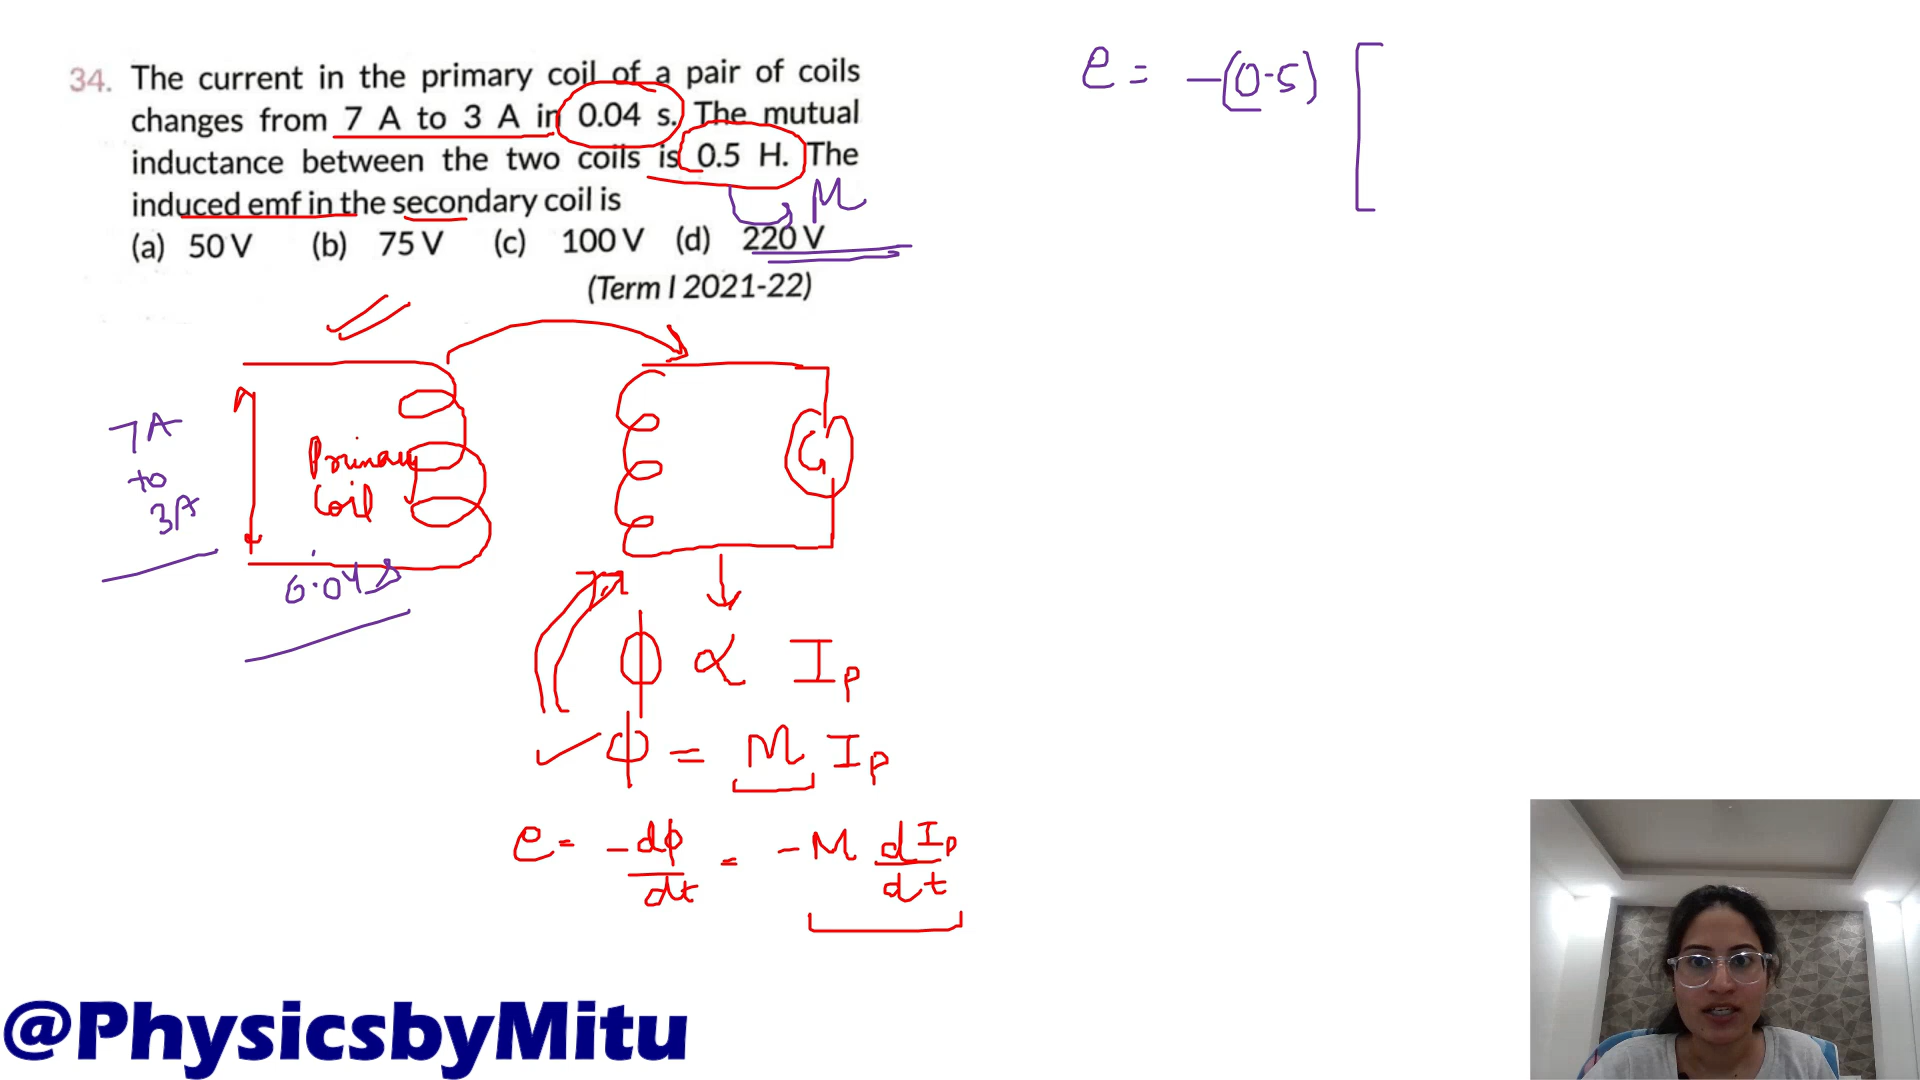 34. The current in the primary coil of a pair of coils
changes from 7 A to 3 A in 0.04 s. The mutual
inductance between the two coils is 0.5 H. The
induced emf in the secondary coil is
(a) 50 V (b) 75 V (c) 100 V (d) 220 V
(Term I 2021-22)
M
e = -(0.5) [
7A
to
3A
Primary
Coil
0.04 s
G
ϕ ∝ Ip
ϕ = M Ip
e = -dϕ/dt = -M dIp/dt
@PhysicsbyMitu